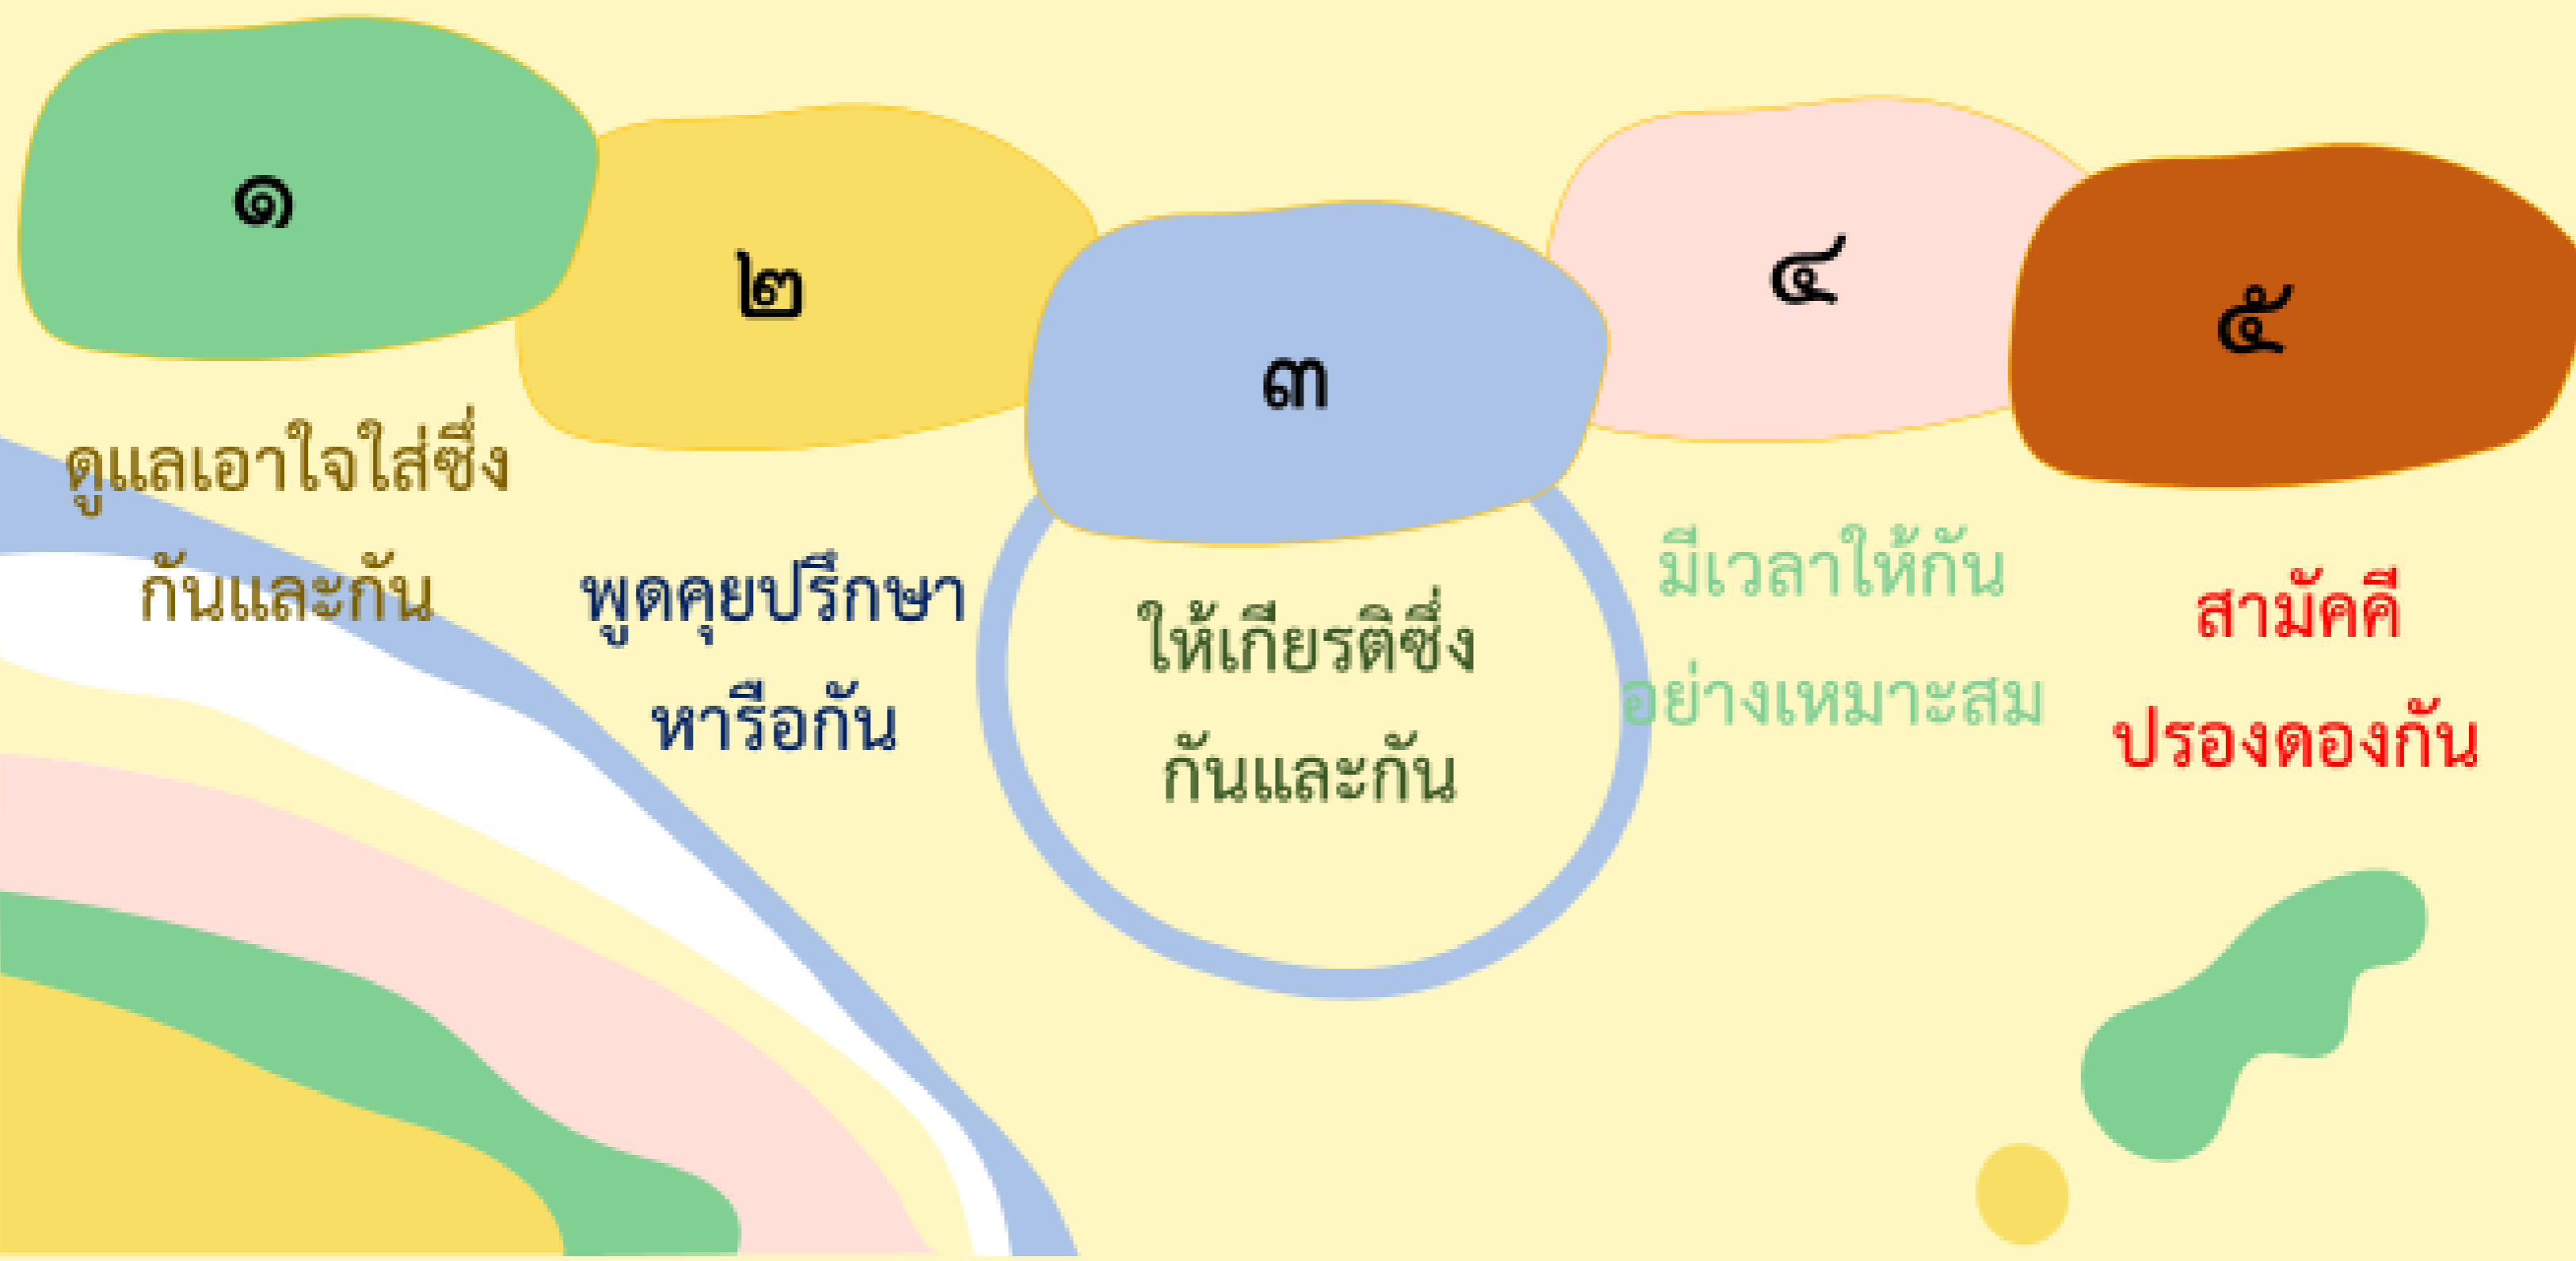 ๑
ดูแลเอาใจใส่ซึ่ง
กันและกัน
๒
พูดคุยปรึกษา
หารือกัน
๓
ให้เกียรติซึ่ง
กันและกัน
๔
มีเวลาให้กัน
อย่างเหมาะสม
๕
สามัคคี
ปรองดองกัน